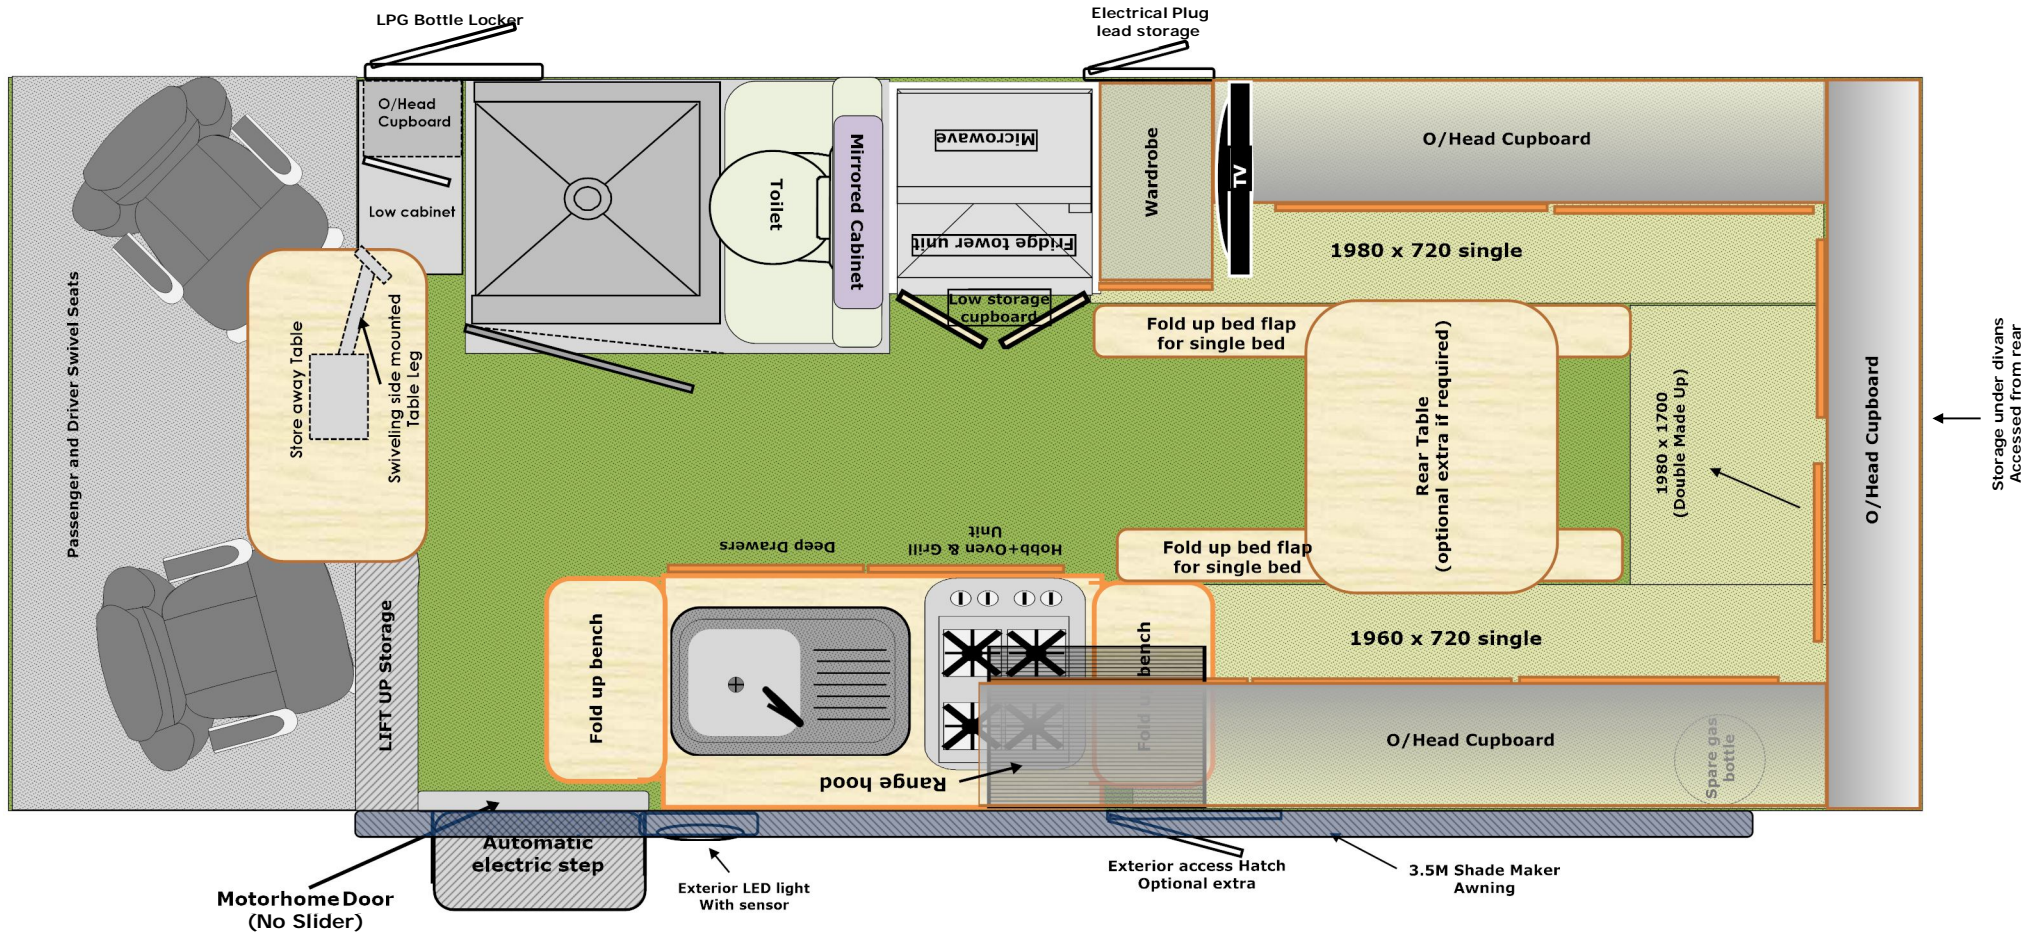 LPG Bottle Locker
Electrical Plug
lead storage
O/Head
Cupboard
Low cabinet
Toilet
Mirrored Cabinet
Microwave
Fridge tower unit
Low storage
cupboard
Wardrobe
TV
O/Head Cupboard
1980 x 720 single
Passenger and Driver Swivel Seats
Store away Table
Swiveling side mounted
Table Leg
Fold up bed flap
for single bed
Rear Table
(optional extra if required)
1980 x 1700
(Double Made Up)
O/Head Cupboard
Storage under divans
Accessed from rear
Deep Drawers
Hobb+Oven & Grill
Unit
Fold up bed flap
for single bed
LIFT UP Storage
Fold up bench
Fold up bench
1960 x 720 single
O/Head Cupboard
Spare gas
bottle
Range hood
Automatic
electric step
Motorhome Door
(No Slider)
Exterior LED light
With sensor
Exterior access Hatch
Optional extra
3.5M Shade Maker
Awning